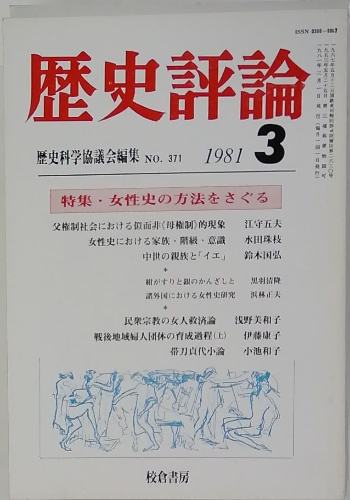 ISSN 0386-8907
歴史評論
歴史科学協議会編集 NO. 371 1981 3
特集・女性史の方法をさぐる
父権制社会における似而非《母権制》的現象 江守五夫
女性史における家族・階級・意識 水田珠枝
中世の親族と「イエ」 鈴木国弘
*
紺がすりと銀のかんざしと 黒羽清隆
諸外国における女性史研究 浜林正夫
*
民衆宗教の女人救済論 浅野美和子
戦後地域婦人団体の育成過程(上) 伊藤康子
帯刀貞代小論 小池和子
校倉書房